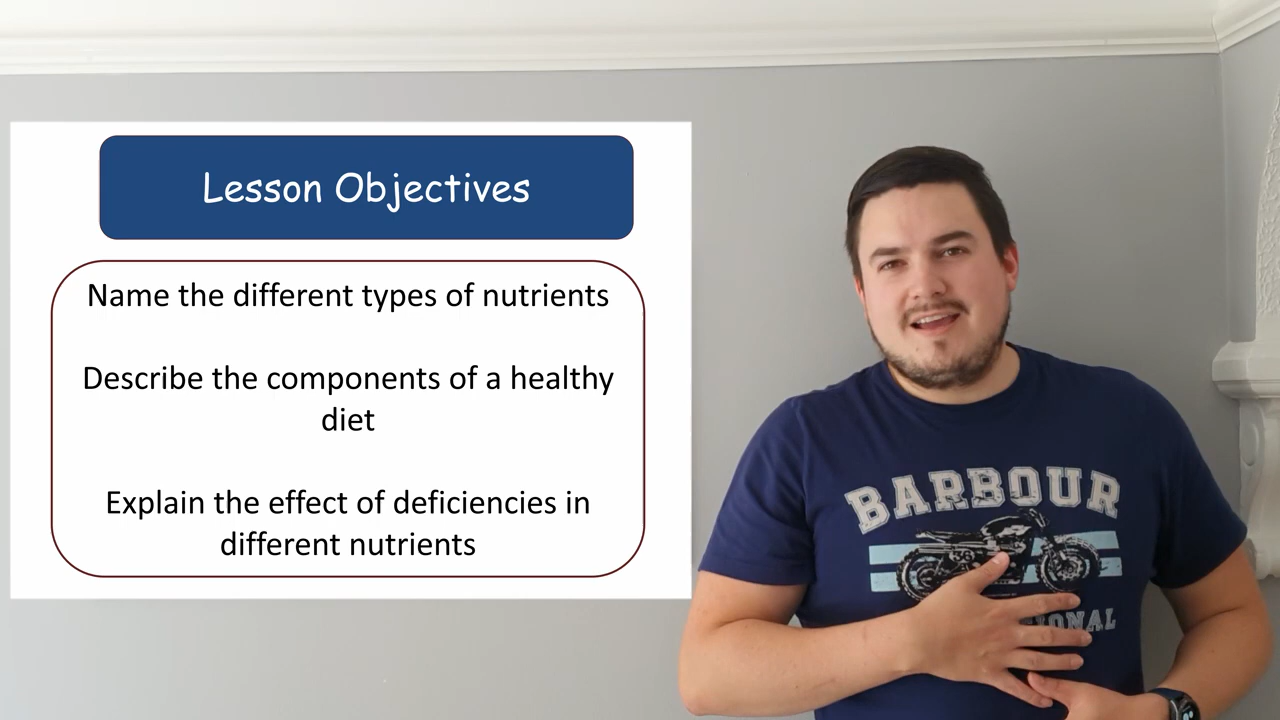 Lesson Objectives
Name the different types of nutrients
Describe the components of a healthy
diet
Explain the effect of deficiencies in
different nutrients
BARBOUR